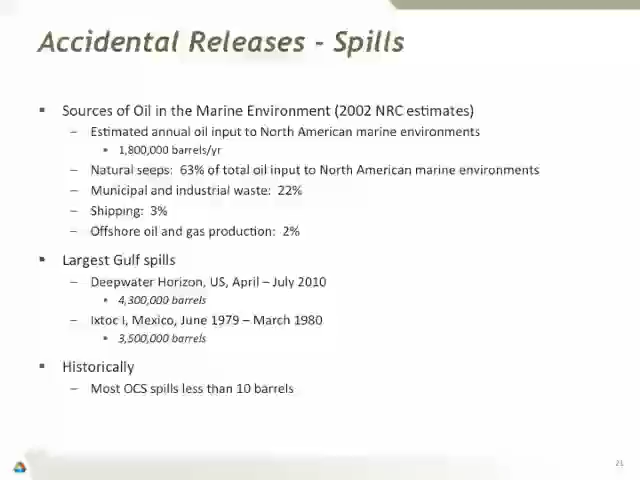 Accidental Releases - Spills
▪ Sources of Oil in the Marine Environment (2002 NRC estimates)
– Estimated annual oil input to North American marine environments
• 1,800,000 barrels/yr
– Natural seeps: 63% of total oil input to North American marine environments
– Municipal and industrial waste: 22%
– Shipping: 3%
– Offshore oil and gas production: 2%
▪ Largest Gulf spills
– Deepwater Horizon, US, April – July 2010
• 4,300,000 barrels
– Ixtoc I, Mexico, June 1979 – March 1980
• 3,500,000 barrels
▪ Historically
– Most OCS spills less than 10 barrels
21